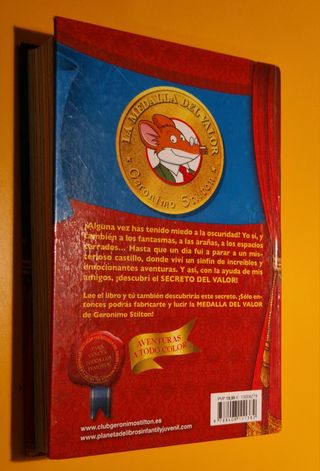 LA MEDALLA DEL VALOR
Geronimo Stilton
¿Alguna vez has tenido miedo a la oscuridad? Yo sí, y
también a los fantasmas, a las arañas, a los espacios
cerrados... Hasta que un día fui a parar a un mis-
terioso castillo, donde viví un sinfín de increíbles y
emocionantes aventuras. Y así, con la ayuda de mis
amigos, ¡descubrí el SECRETO DEL VALOR!
Lee el libro y tú también descubrirás este secreto. ¡Sólo en-
tonces podrás fabricarte y lucir la MEDALLA DEL VALOR
de Geronimo Stilton!
AVENTURAS
A TODO COLOR
www.clubgeronimostilton.es
www.planetadelibrosinfantilyjuvenil.com
PVP 19,95 €